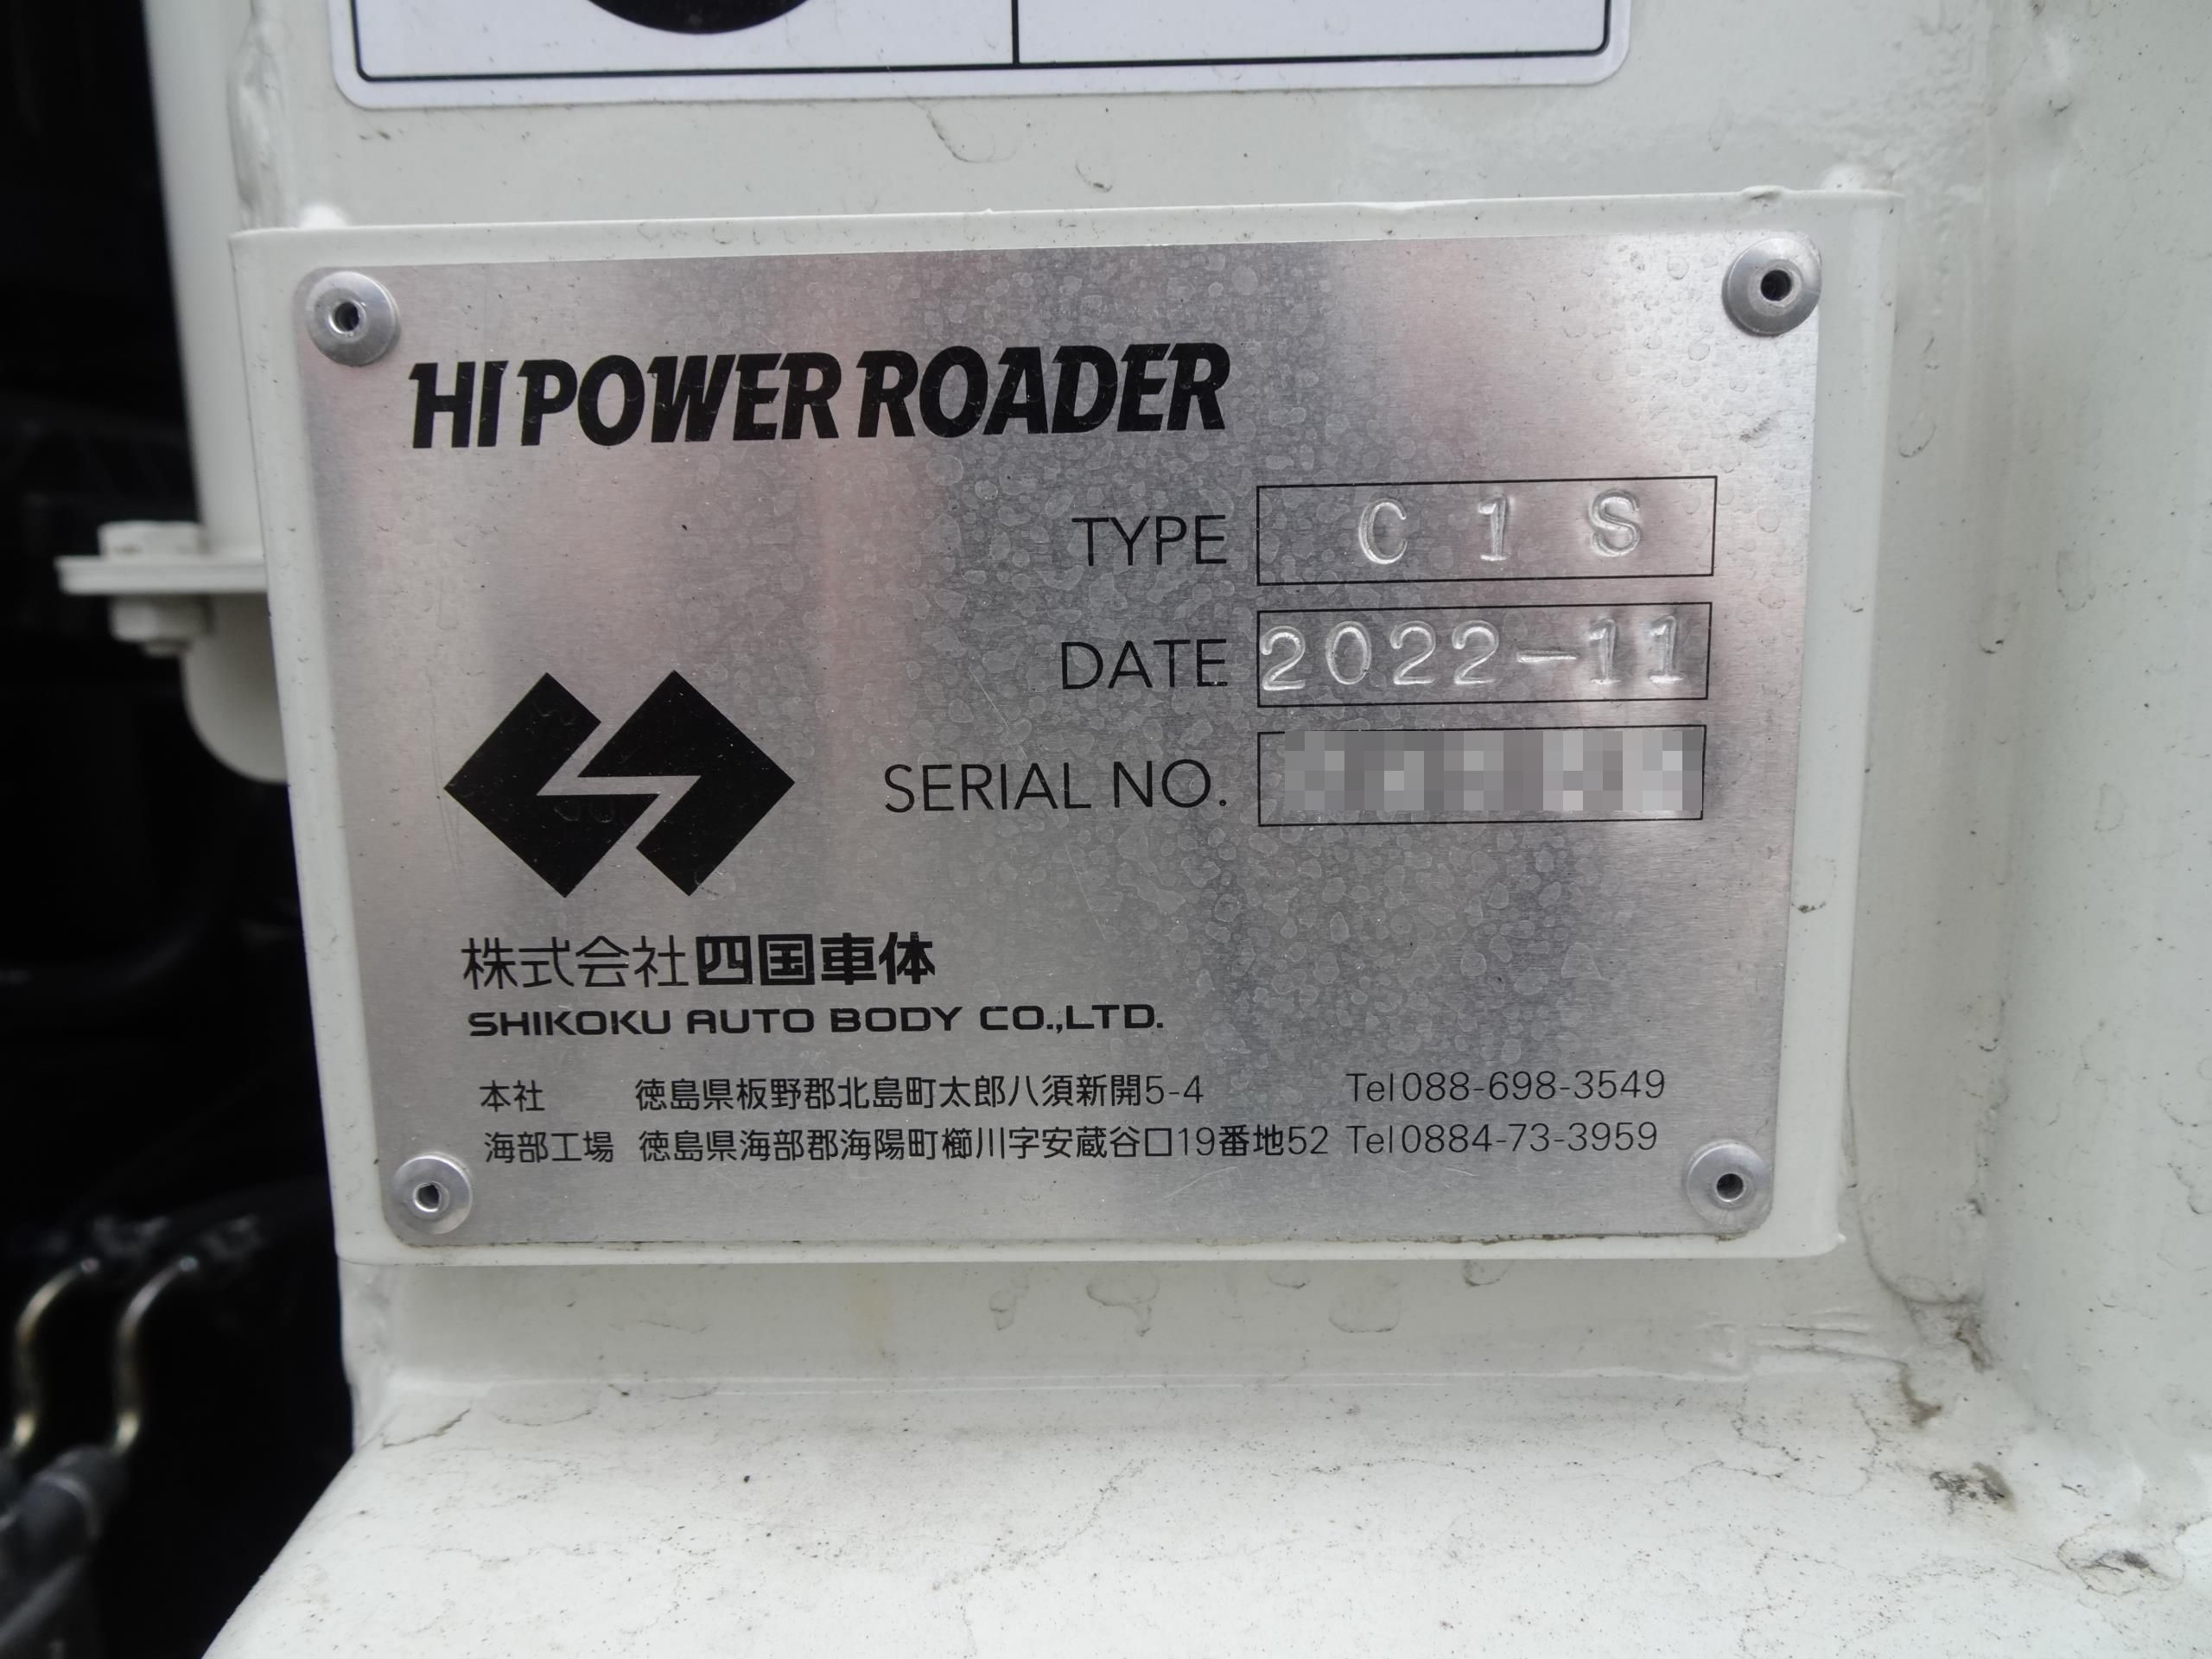 HI POWER ROADER
TYPE C1S
DATE 2022-11
SERIAL NO.
株式会社四国車体
SHIKOKU AUTO BODY CO.,LTD.
本社 徳島県板野郡北島町太郎八須新開5-4 Tel088-698-3549
海部工場 徳島県海部郡海陽町櫛川字安蔵谷口19番地52 Tel0884-73-3959